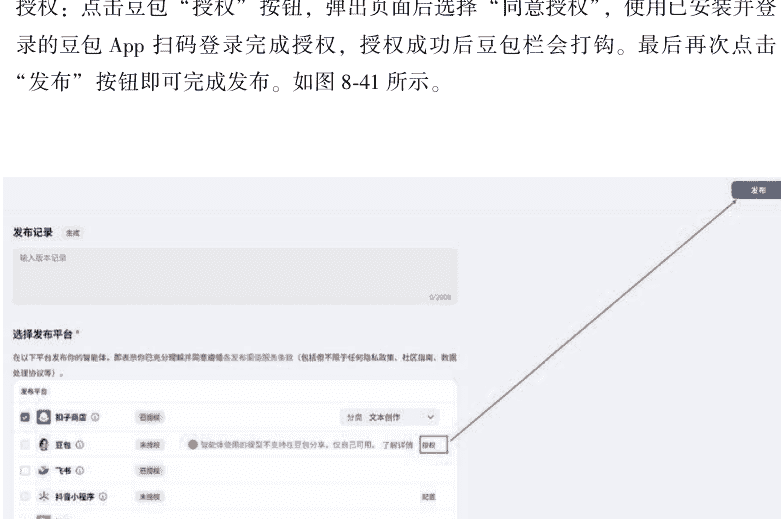 授权：点击豆包“授权”按钮，弹出页面后选择“同意授权”，使用已安装并登
录的豆包 App 扫码登录完成授权，授权成功后豆包栏会打钩。最后再次点击
“发布”按钮即可完成发布。如图 8-41 所示。
发布
发布记录 生成
输入版本记录
0/2000
选择发布平台 *
在以下平台发布你的智能体，即表示你已充分理解并同意遵循各发布渠道服务条款（包括但不限于任何隐私政策、社区指南、数据
处理协议等）。
发布平台
扣子商店 已授权 分类 文本创作
豆包 未授权 智能体使用的模型不支持在豆包分享，仅自己可用。 了解详情 授权
飞书 已授权
抖音小程序 未授权 配置